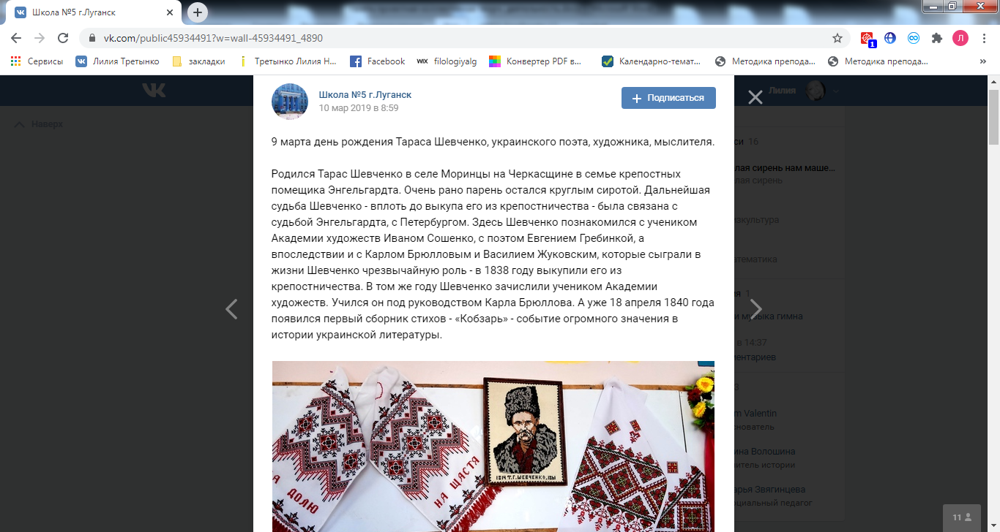 Школа №5 г.Луганск
vk.com/public45934491?w=wall-45934491_4890
1
Л
Сервисы
Лилия Третынко
закладки
Третынко Лилия Н...
Facebook
WIX filologiyalg
Конвертер PDF в...
Календарно-темат...
Методика препода...
Методика препода...
Наверх
Школа №5 г.Луганск
10 мар 2019 в 8:59
Подписаться
Лилия
9 марта день рождения Тараса Шевченко, украинского поэта, художника, мыслителя.
Родился Тарас Шевченко в селе Моринцы на Черкасщине в семье крепостных
помещика Энгельгардта. Очень рано парень остался круглым сиротой. Дальнейшая
судьба Шевченко - вплоть до выкупа его из крепостничества - была связана с
судьбой Энгельгардта, с Петербургом. Здесь Шевченко познакомился с учеником
Академии художеств Иваном Сошенко, с поэтом Евгением Гребинкой, а
впоследствии и с Карлом Брюлловым и Василием Жуковским, которые сыграли в
жизни Шевченко чрезвычайную роль - в 1838 году выкупили его из
крепостничества. В том же году Шевченко зачислили учеником Академии
художеств. Учился он под руководством Карла Брюллова. А уже 18 апреля 1840 года
появился первый сборник стихов - «Кобзарь» - событие огромного значения в
истории украинской литературы.
А ДОЛЮ
НА ЩАСТЯ
1814 Т.Г.ШЕВЧЕНКО. 1861
си 16
лая сирень нам маше...
лая сирень
зкультура
тематика
я 1
и музыка гимна
в в 14:37
ентариев
3
m Valentin
нователь
ина Волошина
итель истории
арья Звягинцева
оциальный педагог
11